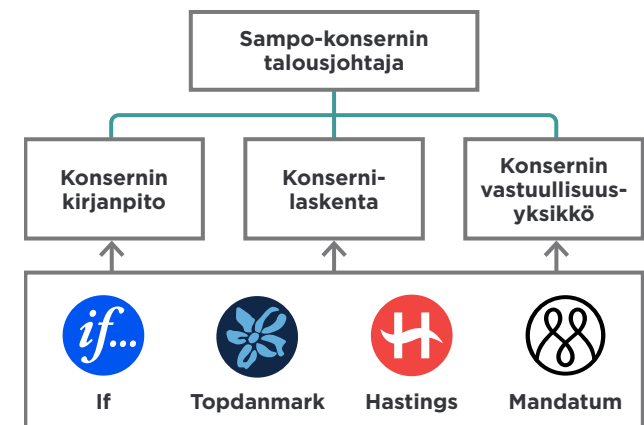 Sampo-konsernin
talousjohtaja
Konsernin
kirjanpito
Konserni-
laskenta
Konsernin
vastuullisuus-
yksikkö
if...
H
If
Topdanmark
Hastings
Mandatum